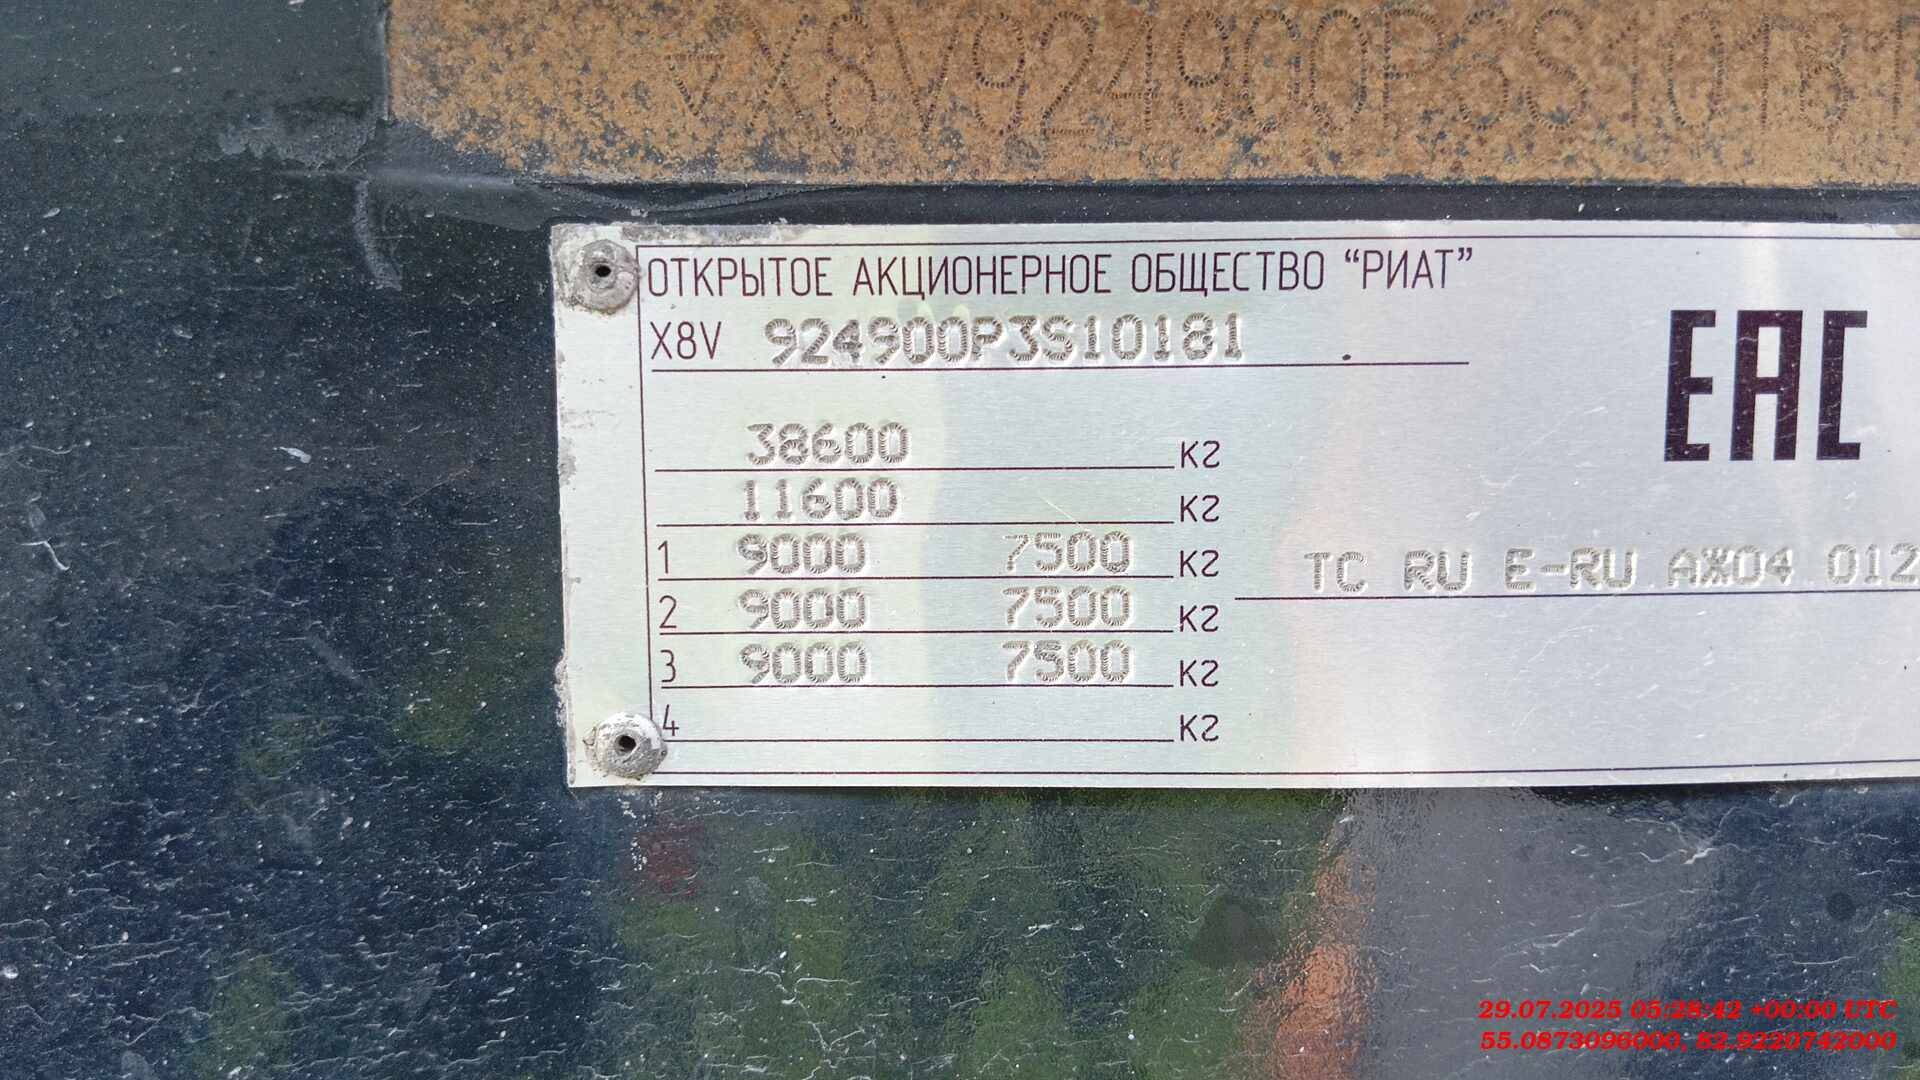 ▽X8V924900P3S10181
ОТКРЫТОЕ АКЦИОНЕРНОЕ ОБЩЕСТВО “РИАТ”
X8V 924900P3S10181
EAC
38600 кг
11600 кг
1 9000 7500 кг
2 9000 7500 кг
3 9000 7500 кг
4 кг
ТС RU Е-RU АЖ04 012
29.07.2025 05:28:42 +00:00 UTC
55.0873096000, 82.9220742000